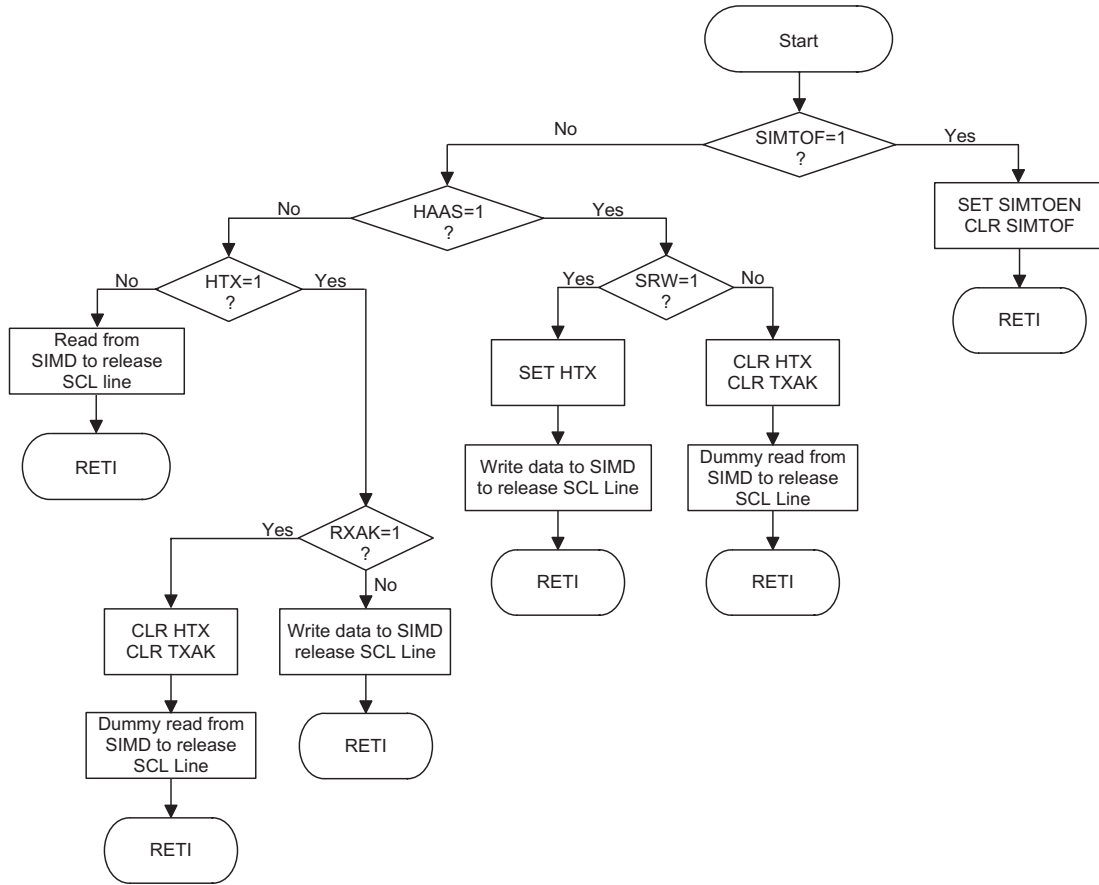 Start
SIMTOF=1
?
No
Yes
SET SIMTOEN
CLR SIMTOF
RETI
HAAS=1
?
No
Yes
HTX=1
?
No
Yes
SRW=1
?
Yes
No
Read from
SIMD to release
SCL line
RETI
SET HTX
CLR HTX
CLR TXAK
Write data to SIMD
to release SCL Line
Dummy read from
SIMD to release
SCL Line
RETI
RETI
RXAK=1
?
Yes
No
CLR HTX
CLR TXAK
Write data to SIMD
release SCL Line
Dummy read from
SIMD to release
SCL Line
RETI
RETI